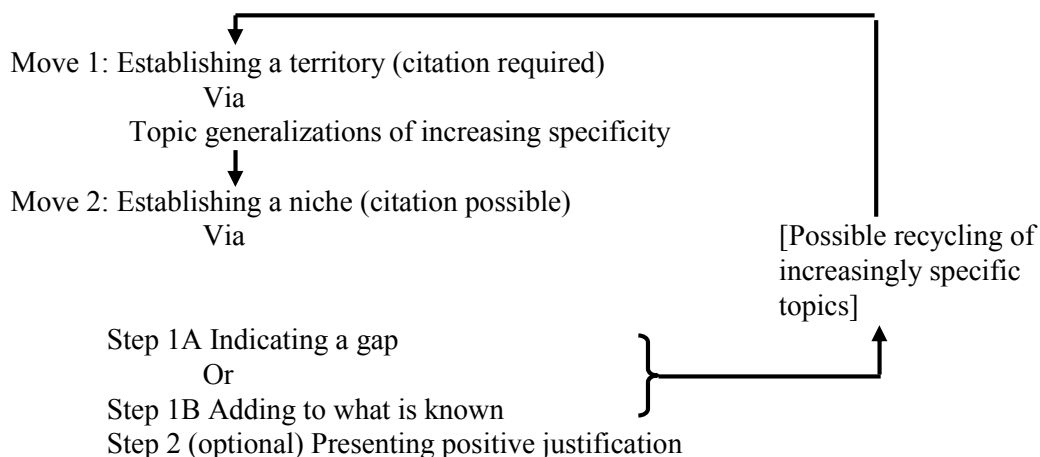 Move 1: Establishing a territory (citation required)
Via
Topic generalizations of increasing specificity
Move 2: Establishing a niche (citation possible)
Via
[Possible recycling of
increasingly specific
topics]
Step 1A Indicating a gap
Or
Step 1B Adding to what is known
Step 2 (optional) Presenting positive justification